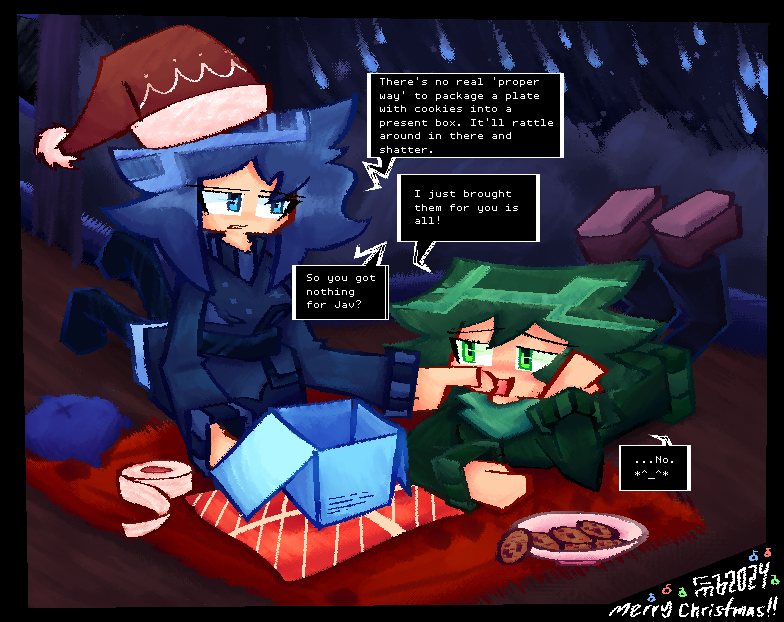 There's no real 'proper
way' to package a plate
with cookies into a
present box. It'll rattle
around in there and
shatter.
I just brought
them for you is
all!
So you got
nothing
for Jav?
...No.
*^_^*
2024
Merry Christmas!!